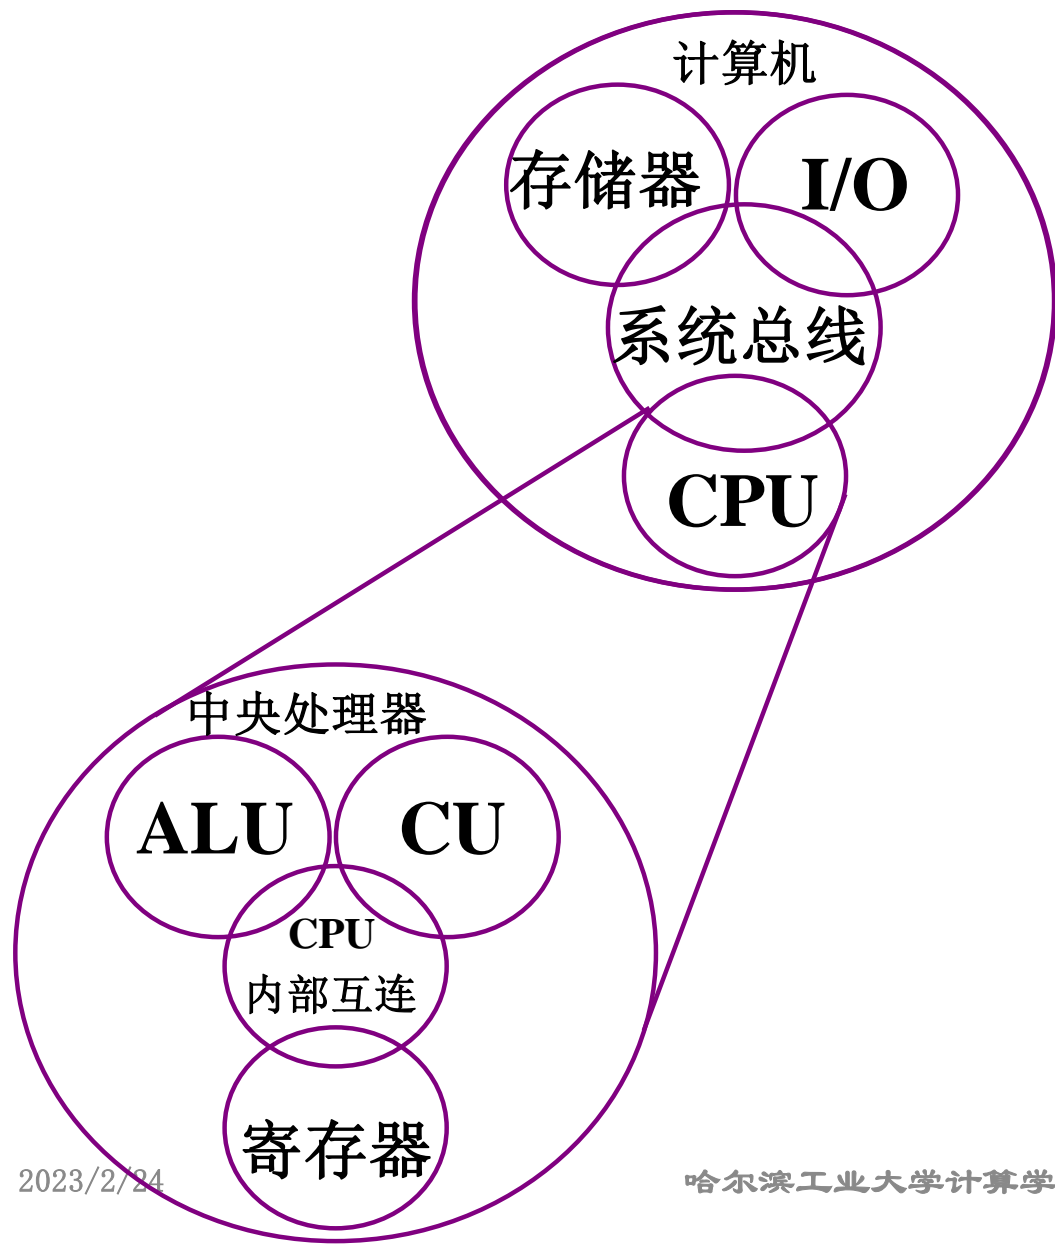 计算机
存储器
I/O
系统总线
CPU
中央处理器
ALU
CU
CPU
内部互连
寄存器
2023/2/24
哈尔滨工业大学计算学